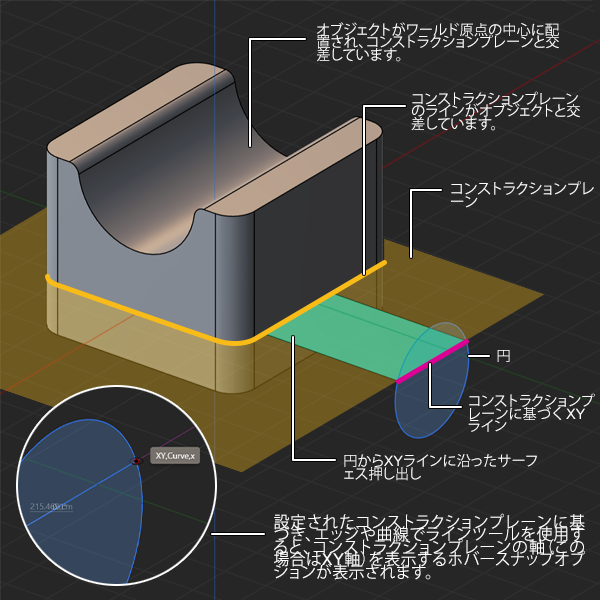 オブジェクトがワールド原点の中心に配
置され、コンストラクションプレーンと交
差しています。
コンストラクションプレーン
のラインがオブジェクトと交
差しています。
コンストラクションプレ
ーン
円
コンストラクションプ
レーンに基づくXY
ライン
円からXYラインに沿ったサーフ
ェス押し出し
XY,Curve,x
設定されたコンストラクションプレーンに基
づき、エッジや曲線でラインツールを使用す
ると、コンストラクションプレーンの軸(この
場合はXY軸)を表示するホバースナップオプ
ションが表示されます。